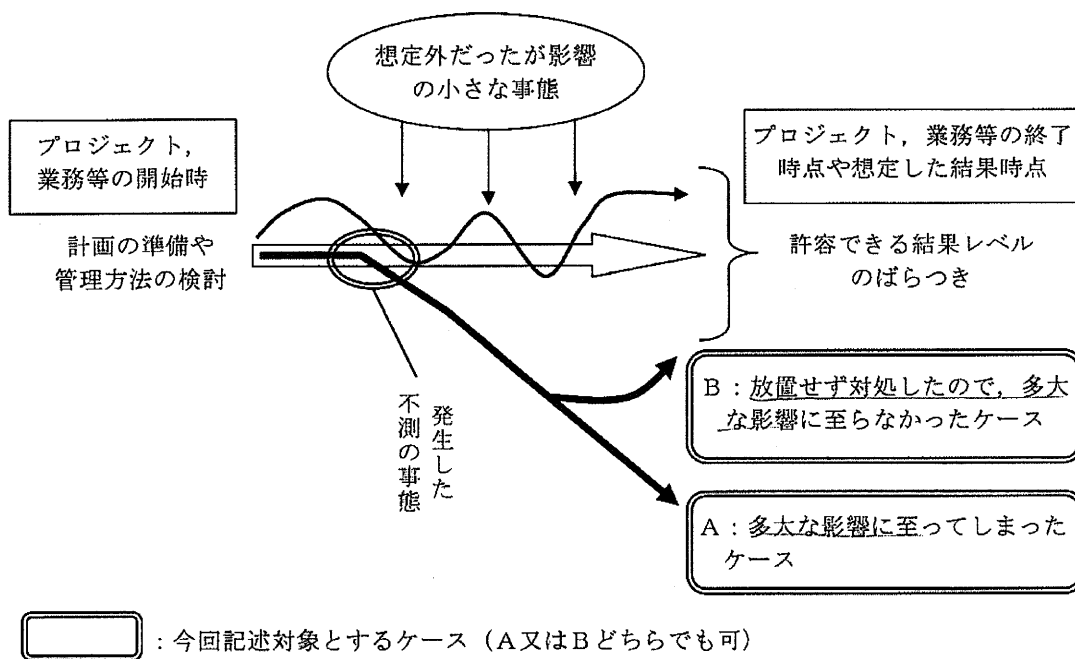 想定外だったが影響
の小さな事態
プロジェクト,
業務等の開始時
プロジェクト,業務等の終了
時点や想定した結果時点
計画の準備や
管理方法の検討
許容できる結果レベル
のばらつき
発生した
不測の事態
B:放置せず対処したので,多大
な影響に至らなかったケース
A:多大な影響に至ってしまった
ケース
:今回記述対象とするケース(A又はBどちらでも可)